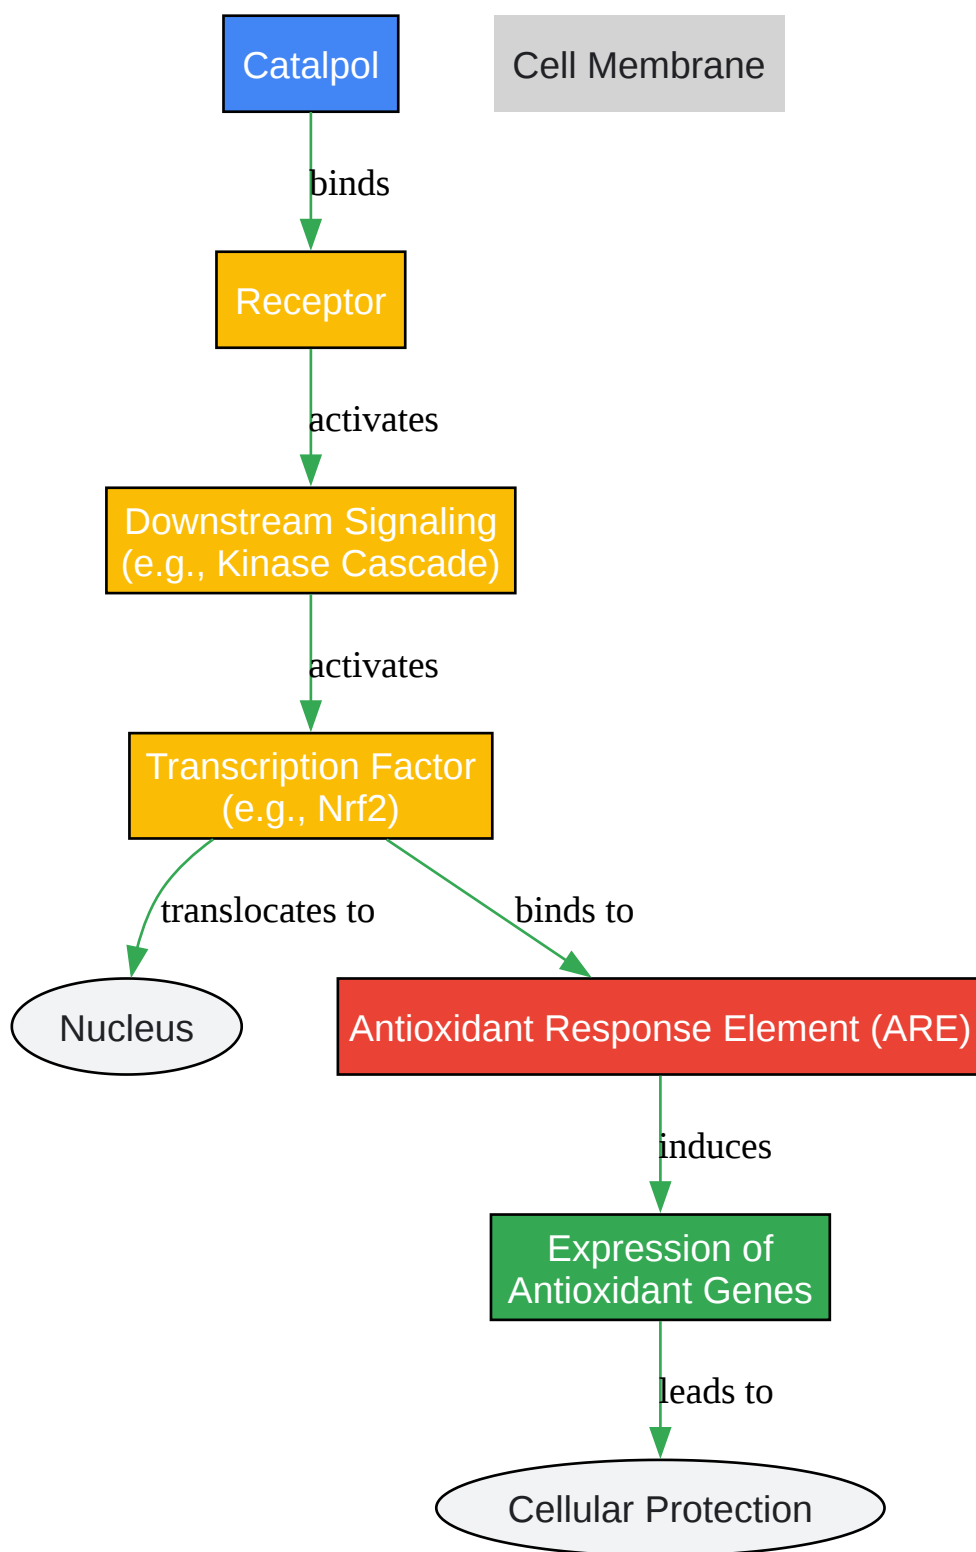 Catalpol
Cell Membrane
binds
Receptor
activates
Downstream Signaling
(e.g., Kinase Cascade)
activates
Transcription Factor
(e.g., Nrf2)
translocates to
binds to
Nucleus
Antioxidant Response Element (ARE)
induces
Expression of
Antioxidant Genes
leads to
Cellular Protection